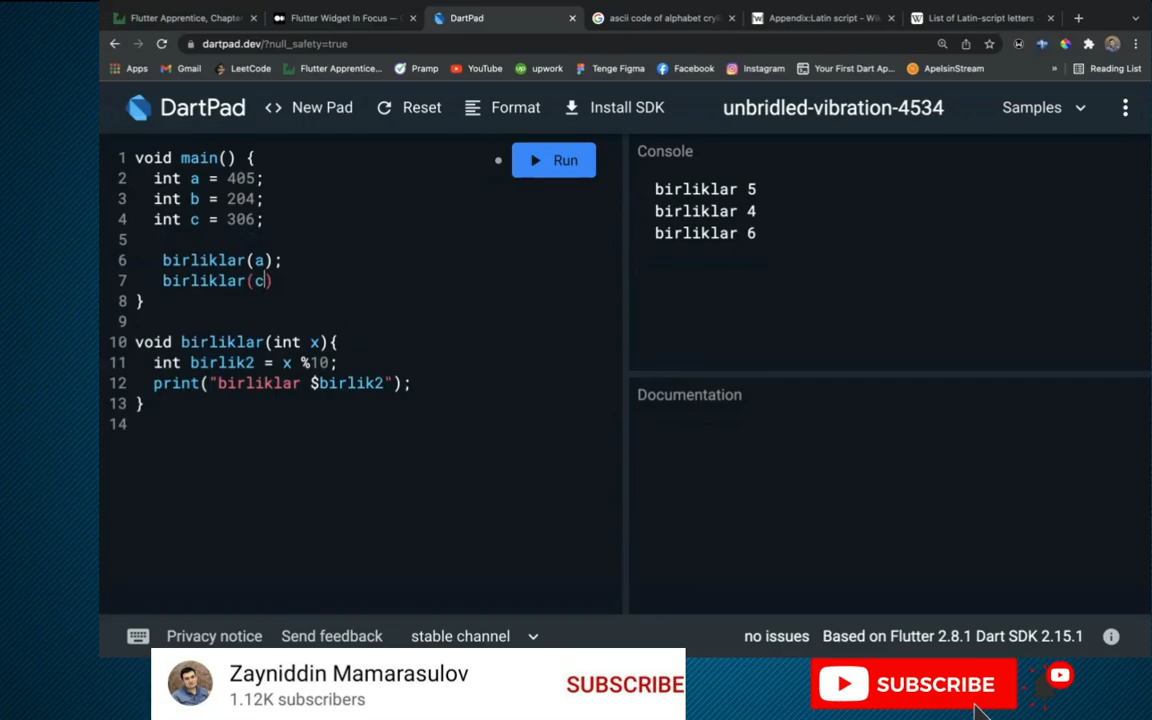 Flutter Apprentice, Chapter
Flutter Widget In Focus —
DartPad
ascii code of alphabet cryll
Appendix:Latin script - Wik
List of Latin-script letters
dartpad.dev/?null_safety=true
Apps
Gmail
LeetCode
Flutter Apprentice...
Pramp
YouTube
upwork
Tenge Figma
Facebook
Instagram
Your First Dart Ap...
ApelsinStream
»
Reading List
DartPad
<> New Pad
Reset
Format
Install SDK
unbridled-vibration-4534
Samples
Run
1 void main() {
2 int a = 405;
3 int b = 204;
4 int c = 306;
5
6 birliklar(a);
7 birliklar(c)
8 }
9
10 void birliklar(int x){
11 int birlik2 = x %10;
12 print("birliklar $birlik2");
13 }
14
Console
birliklar 5
birliklar 4
birliklar 6
Documentation
Privacy notice
Send feedback
stable channel
no issues
Based on Flutter 2.8.1 Dart SDK 2.15.1
Zayniddin Mamarasulov
1.12K subscribers
SUBSCRIBE
SUBSCRIBE